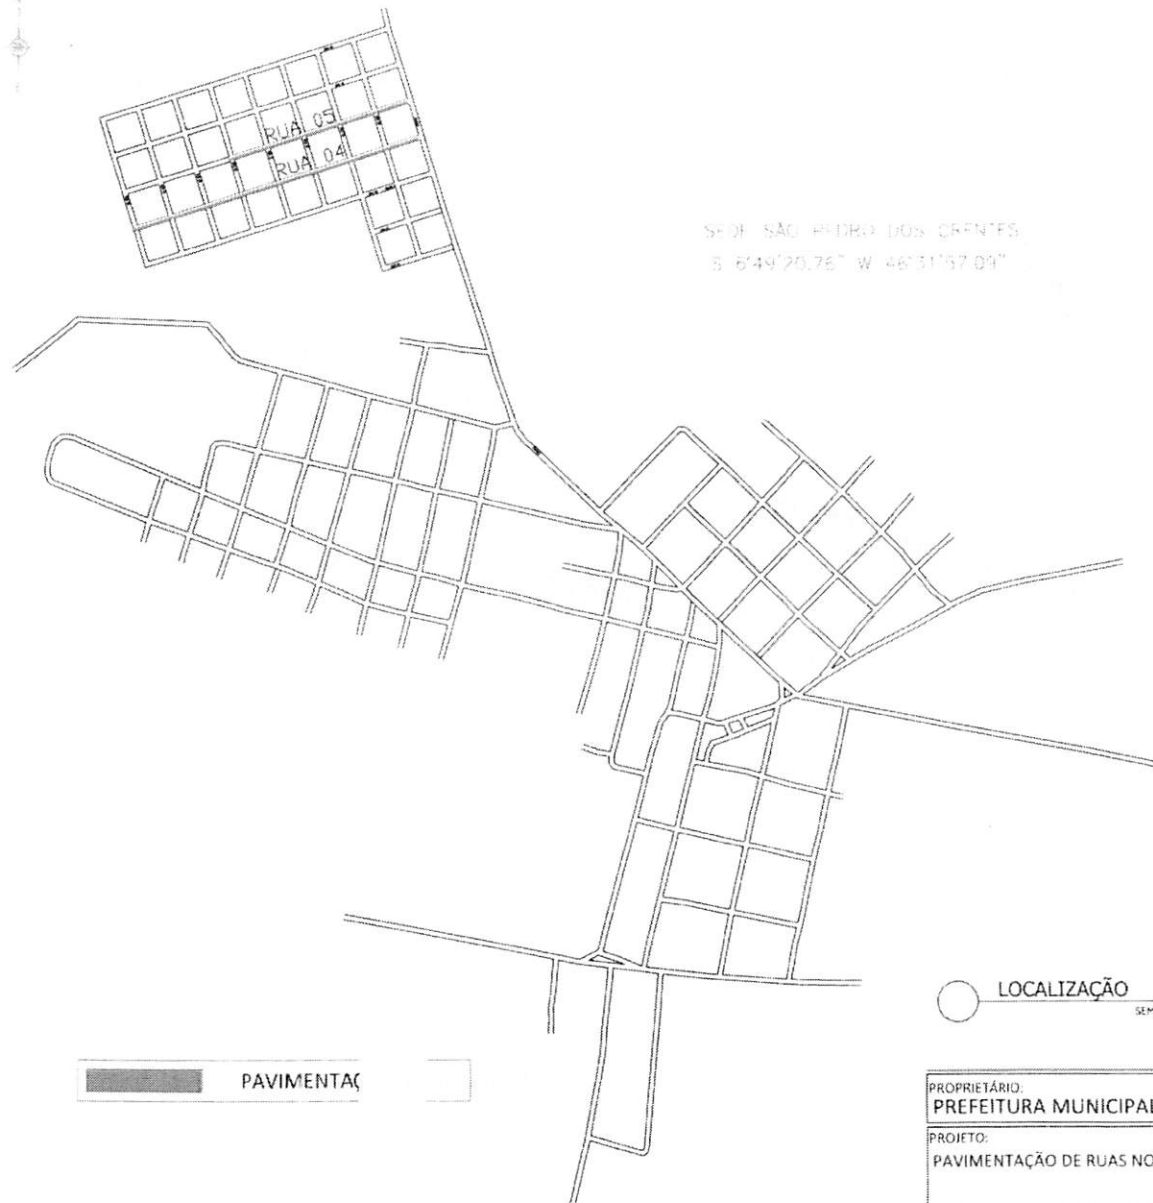 RUA 05
RUA 04
SEDE SÃO PEDRO DOS CRENTES
S 6°49'20.76" W 46°31'57.09"
LOCALIZAÇÃO
SEM
PAVIMENTAÇ
PROPRIETÁRIO:
PREFEITURA MUNICIPAL
PROJETO:
PAVIMENTAÇÃO DE RUAS NO